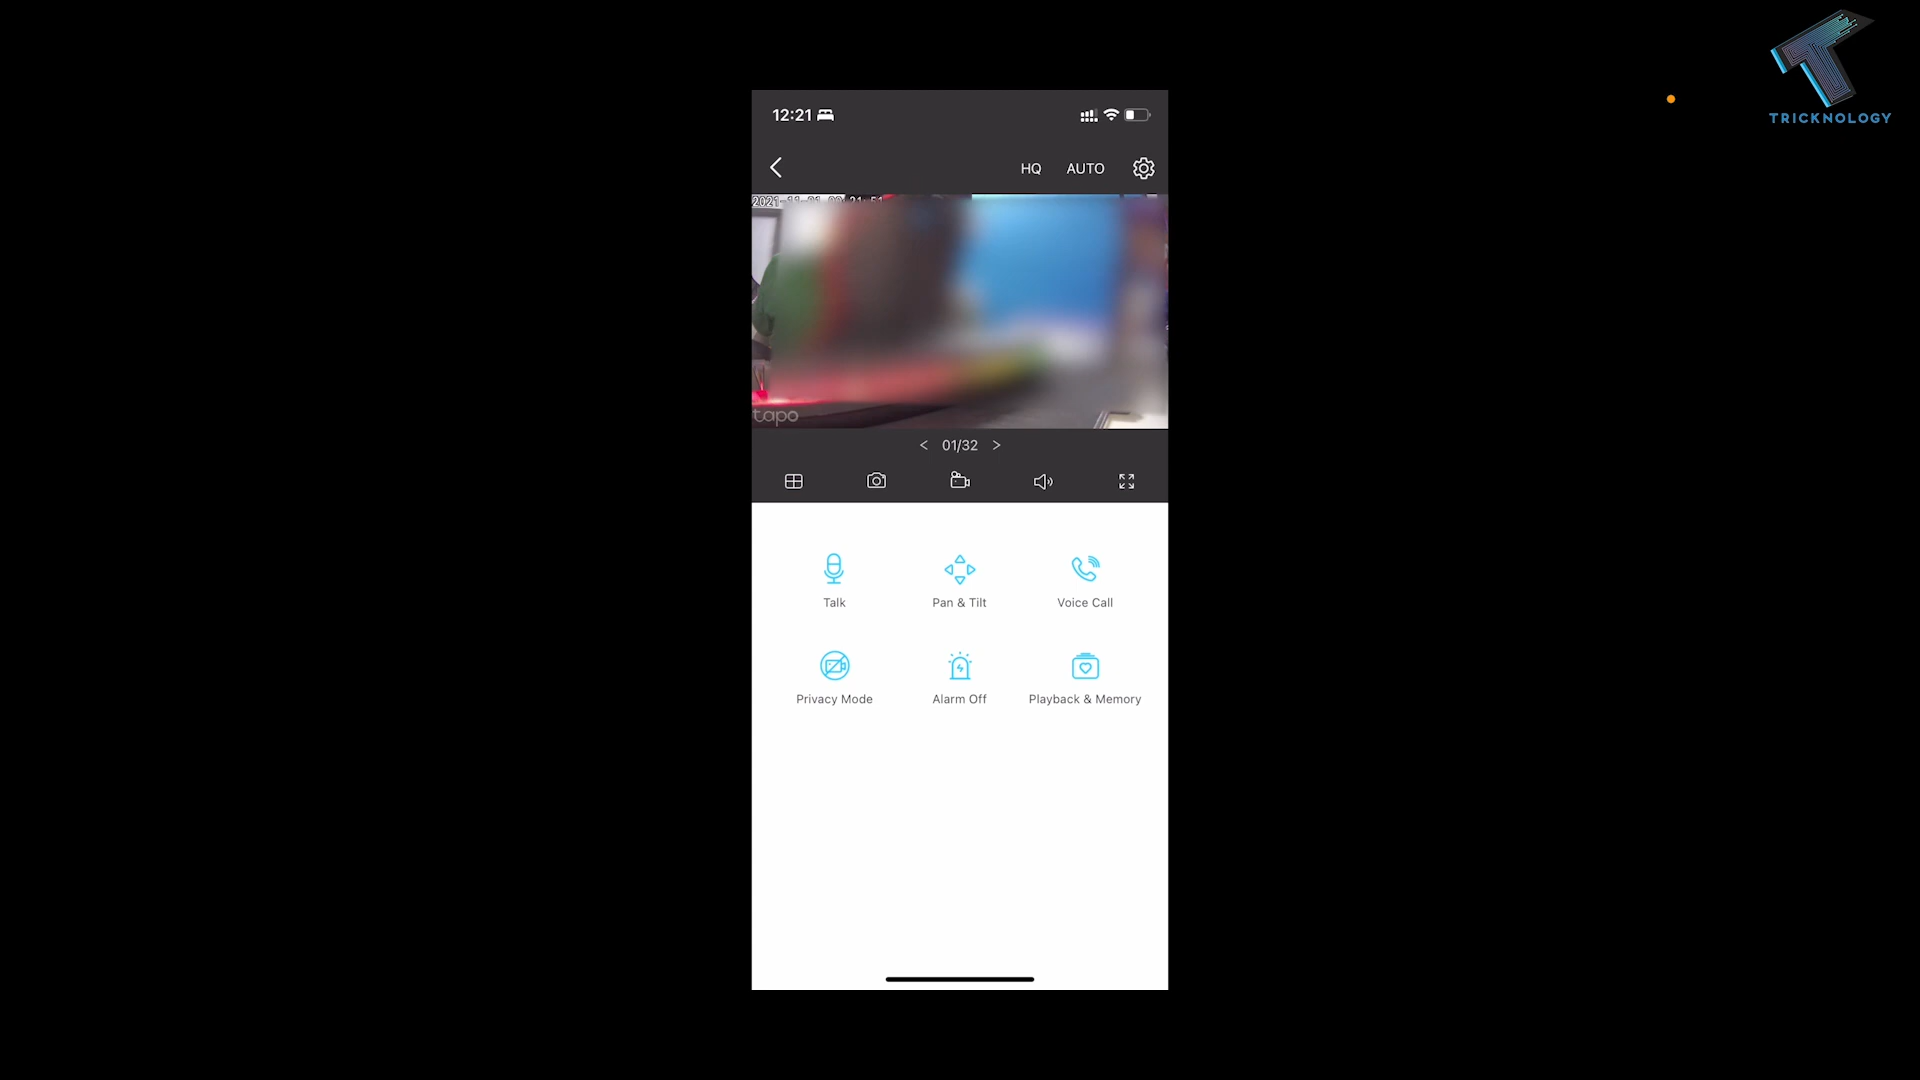 12:21
HQ AUTO
tapo
< 01/32 >
Talk Pan & Tilt Voice Call
Privacy Mode Alarm Off Playback & Memory
TRICKNOLOGY